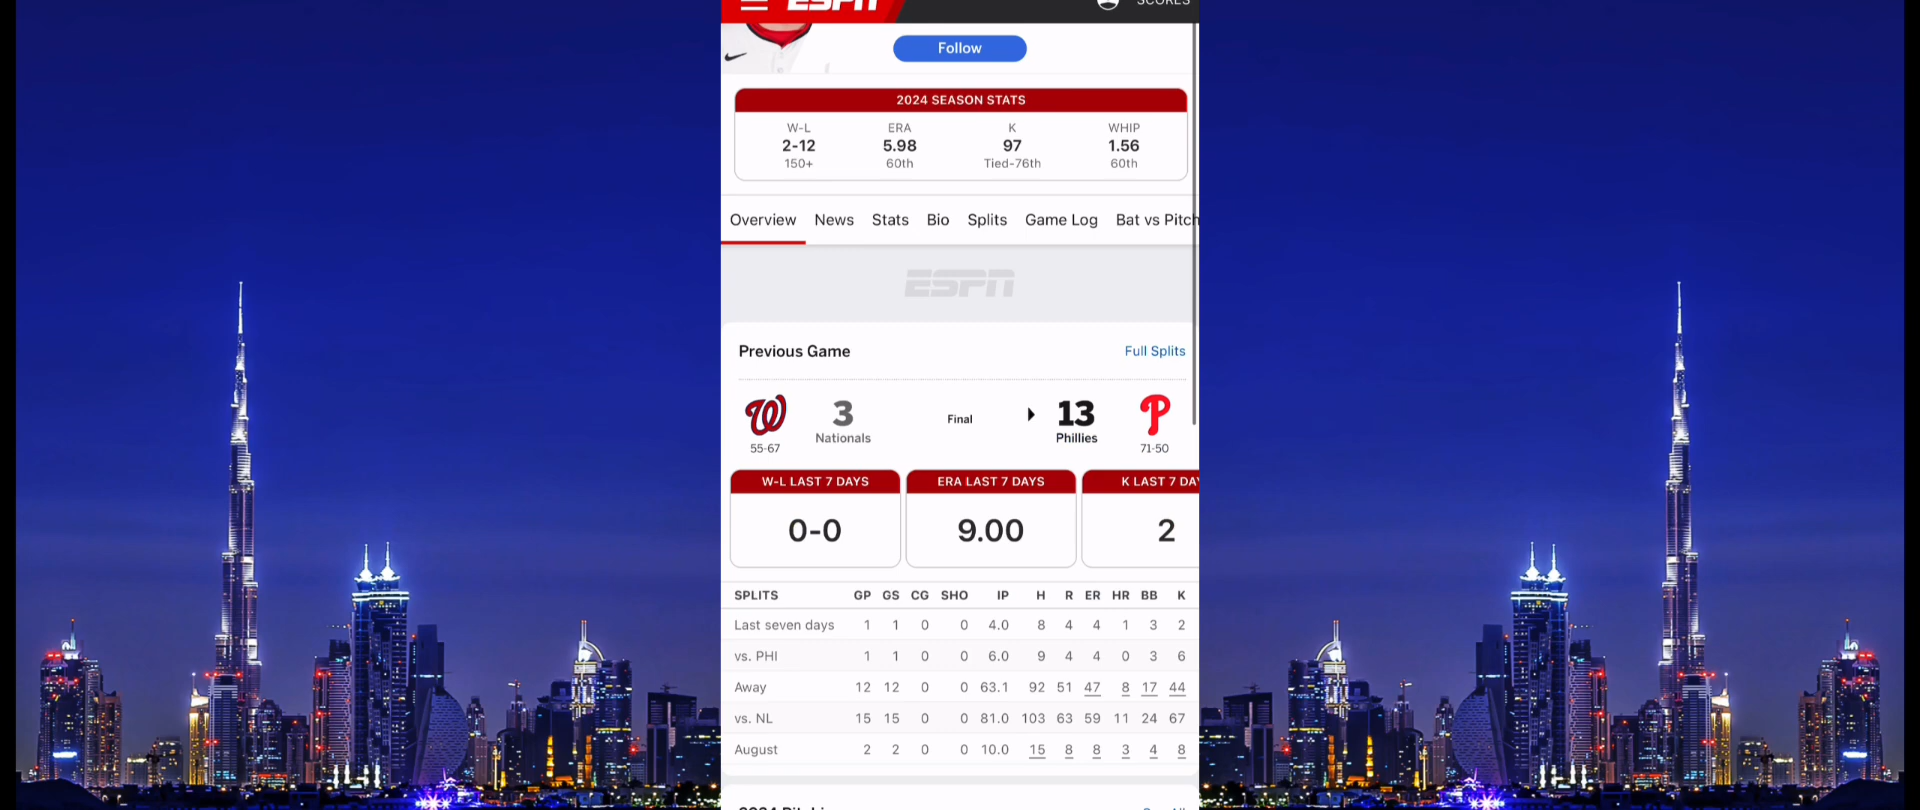 ESPN SCORES
Follow
2024 SEASON STATS
W-L ERA K WHIP
2-12 5.98 97 1.56
150+ 60th Tied-76th 60th
Overview News Stats Bio Splits Game Log Bat vs Pitch
ESPN
Previous Game Full Splits
W 3 Final 13 P
Nationals Phillies
55-67 71-50
W-L LAST 7 DAYS ERA LAST 7 DAYS K LAST 7 DAY
0-0 9.00 2
SPLITS GP GS CG SHO IP H R ER HR BB K
Last seven days 1 1 0 0 4.0 8 4 4 1 3 2
vs. PHI 1 1 0 0 6.0 9 4 4 0 3 6
Away 12 12 0 0 63.1 92 51 47 8 17 44
vs. NL 15 15 0 0 81.0 103 63 59 11 24 67
August 2 2 0 0 10.0 15 8 8 3 4 8